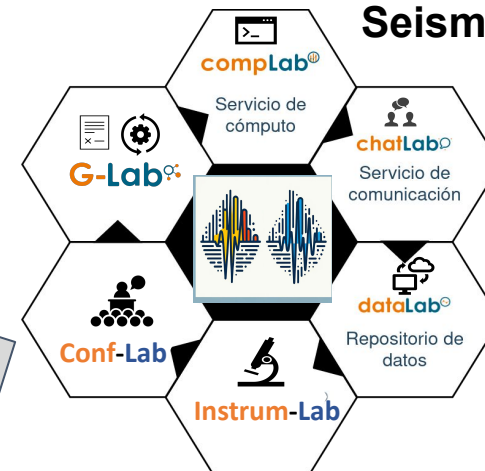 Seism
compLab
Servicio de
cómputo
chatLab
Servicio de
comunicación
G-Lab
dataLab
Repositorio de
datos
Conf-Lab
Instrum-Lab